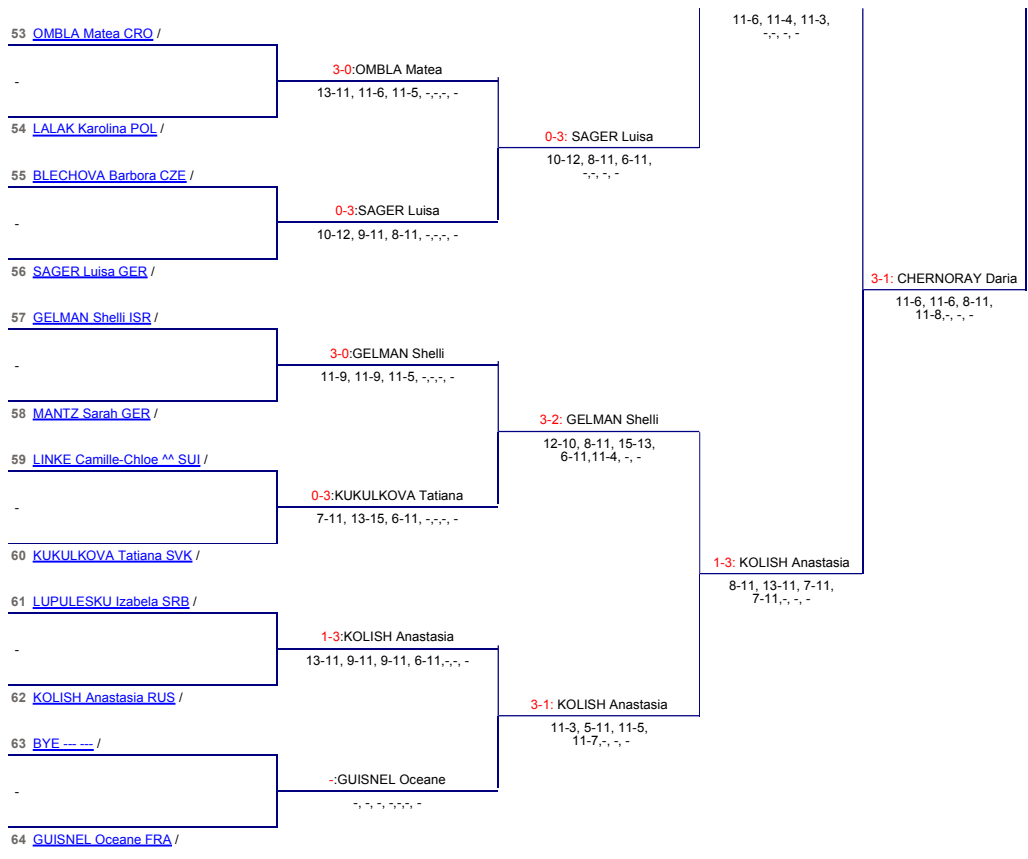 11-6, 11-4, 11-3,
-,-, -, -
53 OMBLA Matea CRO /
3-0:OMBLA Matea
-
13-11, 11-6, 11-5, -,-,-, -
54 LALAK Karolina POL /
0-3: SAGER Luisa
10-12, 8-11, 6-11,
-,-, -, -
55 BLECHOVA Barbora CZE /
0-3:SAGER Luisa
-
10-12, 9-11, 8-11, -,-,-, -
56 SAGER Luisa GER /
3-1: CHERNORAY Daria
11-6, 11-6, 8-11,
11-8,-, -, -
57 GELMAN Shelli ISR /
3-0:GELMAN Shelli
-
11-9, 11-9, 11-5, -,-,-, -
58 MANTZ Sarah GER /
3-2: GELMAN Shelli
12-10, 8-11, 15-13,
6-11,11-4, -, -
59 LINKE Camille-Chloe ^^ SUI /
0-3:KUKULKOVA Tatiana
-
7-11, 13-15, 6-11, -,-,-, -
60 KUKULKOVA Tatiana SVK /
1-3: KOLISH Anastasia
8-11, 13-11, 7-11,
7-11,-, -, -
61 LUPULESKU Izabela SRB /
1-3:KOLISH Anastasia
-
13-11, 9-11, 9-11, 6-11,-,-, -
62 KOLISH Anastasia RUS /
3-1: KOLISH Anastasia
11-3, 5-11, 11-5,
11-7,-, -, -
63 BYE --- --- /
-:GUISNEL Oceane
-
-, -, -, -,-,-, -
64 GUISNEL Oceane FRA /